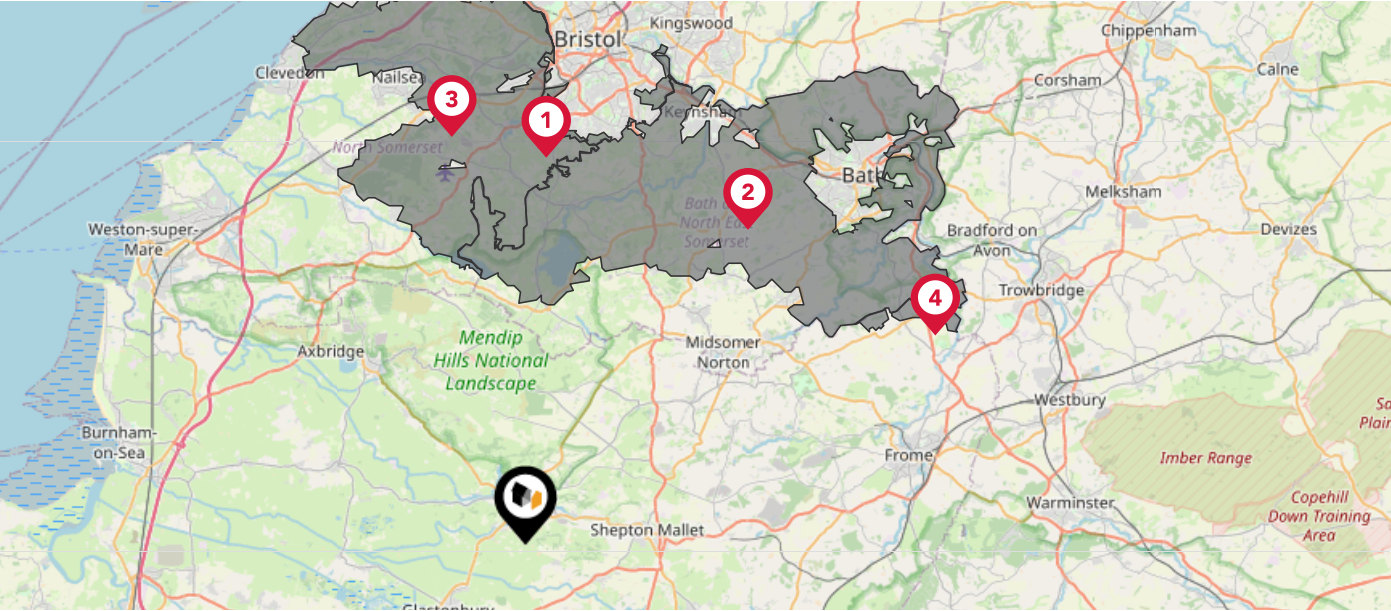 Kingswood
Bristol
Chippenham
Clevedon
Nailsea
Corsham
Calne
3
1
Keynsham
North Somerset
Bath
2
Bath
North East
Somerset
Melksham
Weston-super-
Mare
Bradford on
Avon
Devizes
Trowbridge
4
Mendip
Hills National
Landscape
Axbridge
Midsomer
Norton
Westbury
Burnham-
on-Sea
Frome
Imber Range
Warminster
Copehill
Down Training
Area
Shepton Mallet
Glastonbury